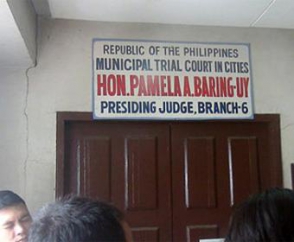 REPUBLIC OF THE PHILIPPINES
MUNICIPAL TRIAL COURT IN CITIES
HON. PAMELA A. BARING-UY
PRESIDING JUDGE, BRANCH-6